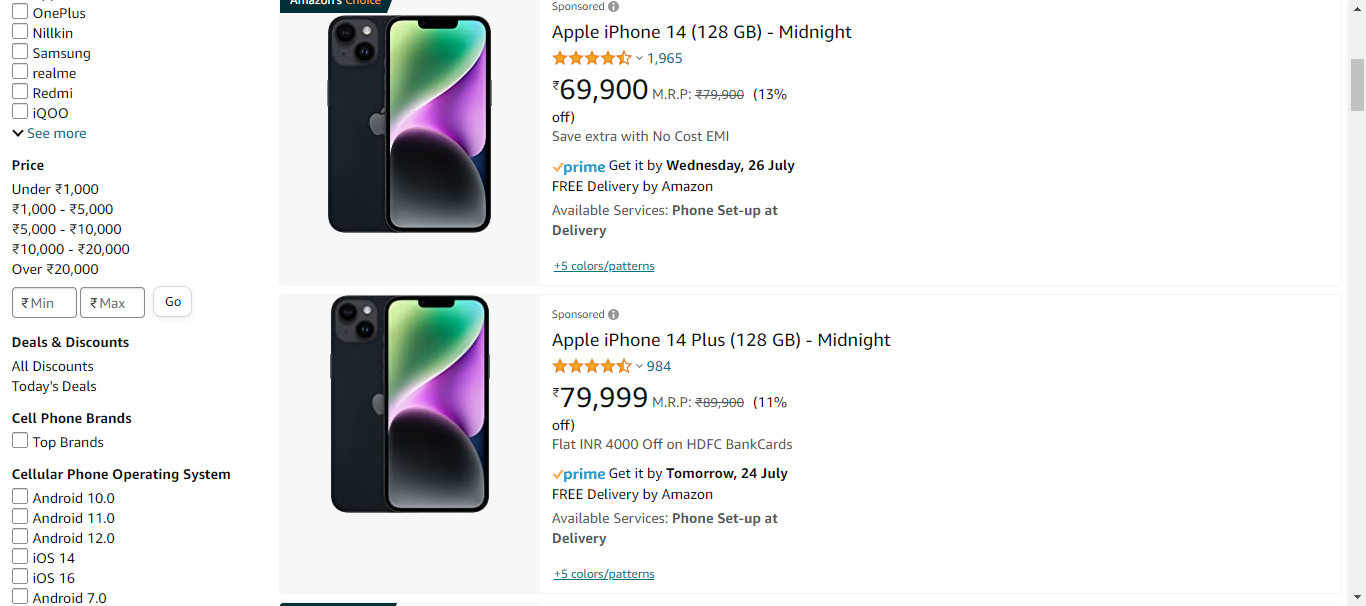 OnePlus
Nillkin
Samsung
realme
Redmi
iQOO
See more
Price
Under ₹1,000
₹1,000 - ₹5,000
₹5,000 - ₹10,000
₹10,000 - ₹20,000
Over ₹20,000
₹ Min ₹ Max Go
Deals & Discounts
All Discounts
Today's Deals
Cell Phone Brands
Top Brands
Cellular Phone Operating System
Android 10.0
Android 11.0
Android 12.0
iOS 14
iOS 16
Android 7.0
Amazon's Choice
Sponsored
Apple iPhone 14 (128 GB) - Midnight
1,965
₹69,900 M.R.P: ₹79,900 (13%
off)
Save extra with No Cost EMI
prime Get it by Wednesday, 26 July
FREE Delivery by Amazon
Available Services: Phone Set-up at
Delivery
+5 colors/patterns
Sponsored
Apple iPhone 14 Plus (128 GB) - Midnight
984
₹79,999 M.R.P: ₹89,900 (11%
off)
Flat INR 4000 Off on HDFC BankCards
prime Get it by Tomorrow, 24 July
FREE Delivery by Amazon
Available Services: Phone Set-up at
Delivery
+5 colors/patterns